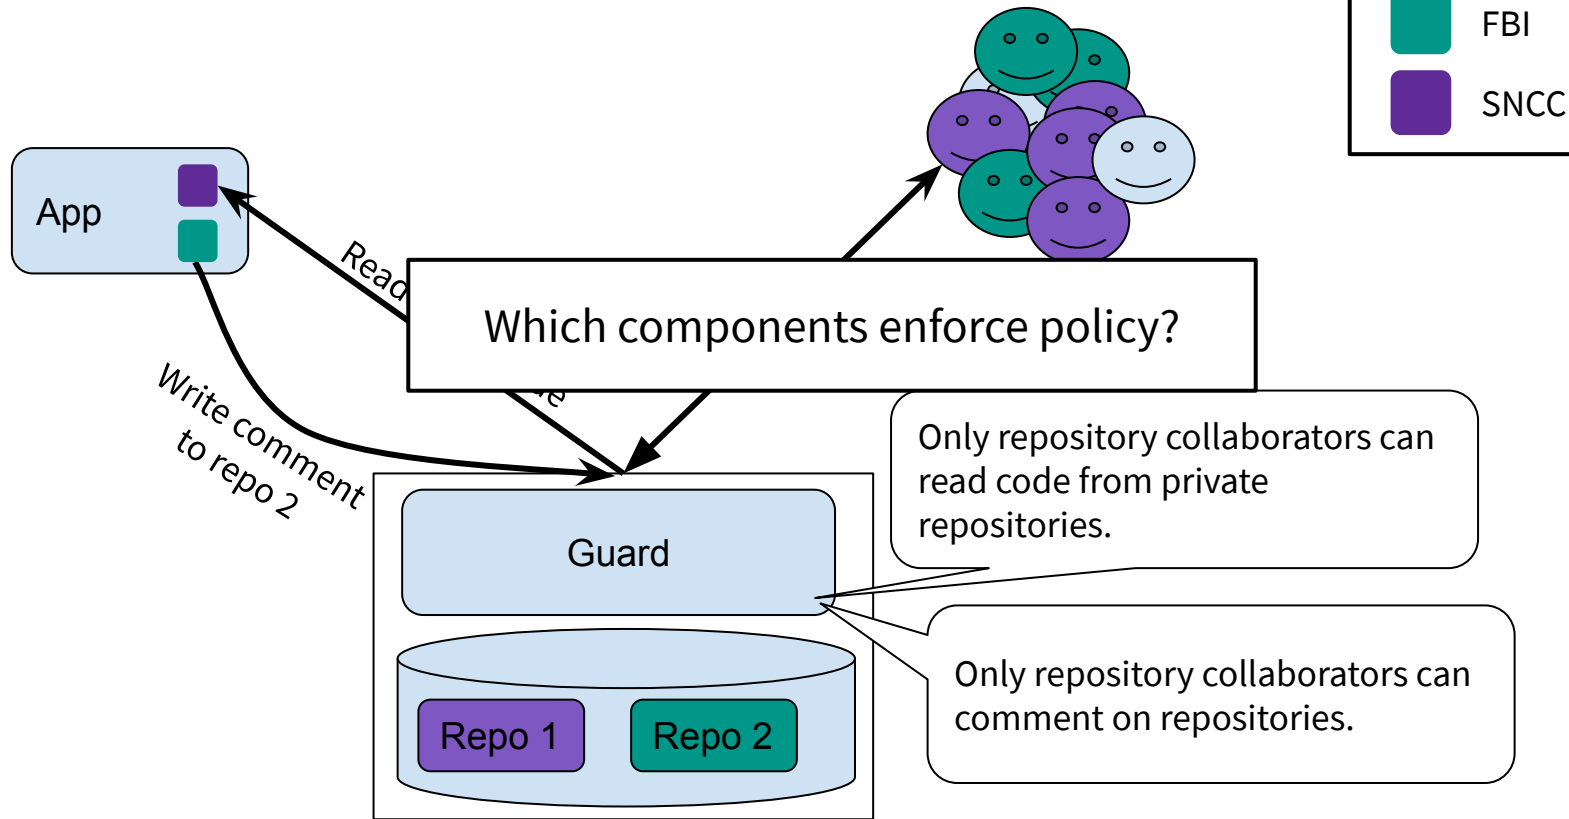 FBI
SNCC
App
Read
Which components enforce policy?
Write comment
to repo 2
Only repository collaborators can
read code from private
repositories.
Guard
Only repository collaborators can
comment on repositories.
Repo 1
Repo 2